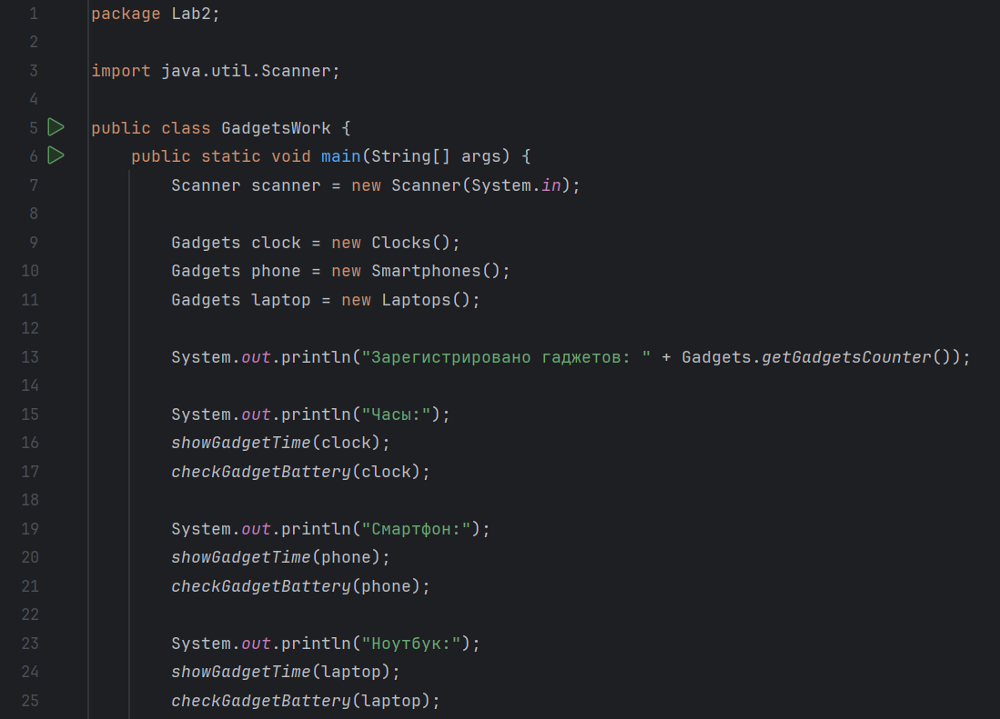 1 package Lab2;
2
3 import java.util.Scanner;
4
5 public class GadgetsWork {
6 public static void main(String[] args) {
7 Scanner scanner = new Scanner(System.in);
8
9 Gadgets clock = new Clocks();
10 Gadgets phone = new Smartphones();
11 Gadgets laptop = new Laptops();
12
13 System.out.println("Зарегистрировано гаджетов: " + Gadgets.getGadgetsCounter());
14
15 System.out.println("Часы:");
16 showGadgetTime(clock);
17 checkGadgetBattery(clock);
18
19 System.out.println("Смартфон:");
20 showGadgetTime(phone);
21 checkGadgetBattery(phone);
22
23 System.out.println("Ноутбук:");
24 showGadgetTime(laptop);
25 checkGadgetBattery(laptop);